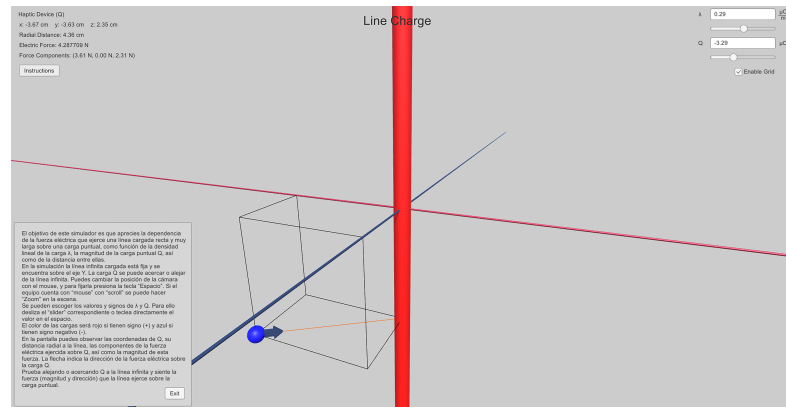 Line Charge
Haptic Device (Q)
x: -3.67 cm y: -3.63 cm z: 2.35 cm
Radial Distance: 4.36 cm
Electric Force: 4.287709 N
Force Components: (3.61 N, 0.00 N, 2.31 N)
Instructions
λ 0.29 μC/m
Q -3.29 μC
Enable Grid
El objetivo de este simulador es que aprecies la dependencia
de la fuerza eléctrica que ejerce una línea cargada recta y muy
larga sobre una carga puntual, como función de la densidad
lineal de la carga λ, la magnitud de la carga puntual Q, así
como de la distancia entre ellas.
En la simulación la línea infinita cargada está fija y se
encuentra sobre el eje Y. La carga Q se puede acercar o alejar
de la línea infinita. Puedes cambiar la posición de la cámara
con el mouse, y para fijarla presiona la tecla "Espacio". Si el
equipo cuenta con "mouse" con "scroll" se puede hacer
"Zoom" en la escena.
Se pueden escoger los valores y signos de λ y Q. Para ello
desliza el "slider" correspondiente o teclea directamente el
valor en el espacio.
El color de las cargas será rojo si tienen signo (+) y azul si
tienen signo negativo (-).
En la pantalla puedes observar las coordenadas de Q, su
distancia radial a la línea, las componentes de la fuerza
eléctrica ejercida sobre Q, así como la magnitud de esta
fuerza. La flecha indica la dirección de la fuerza eléctrica sobre
la carga Q.
Prueba alejando o acercando Q a la línea infinita y siente la
fuerza (magnitud y dirección) que la línea ejerce sobre la
carga puntual.
Exit